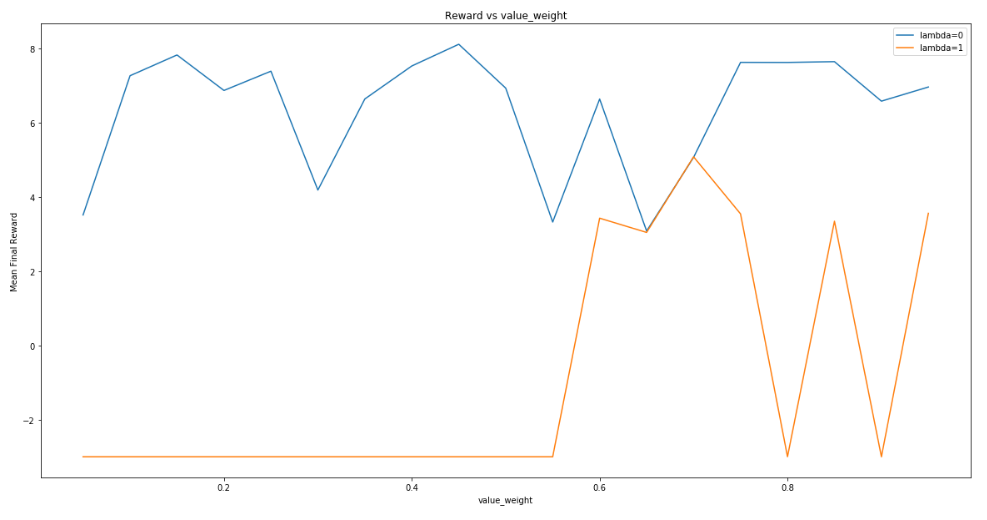 Reward vs value_weight
lambda=0
lambda=1
Mean Final Reward
8
6
4
2
0
−2
0.2
0.4
0.6
0.8
value_weight